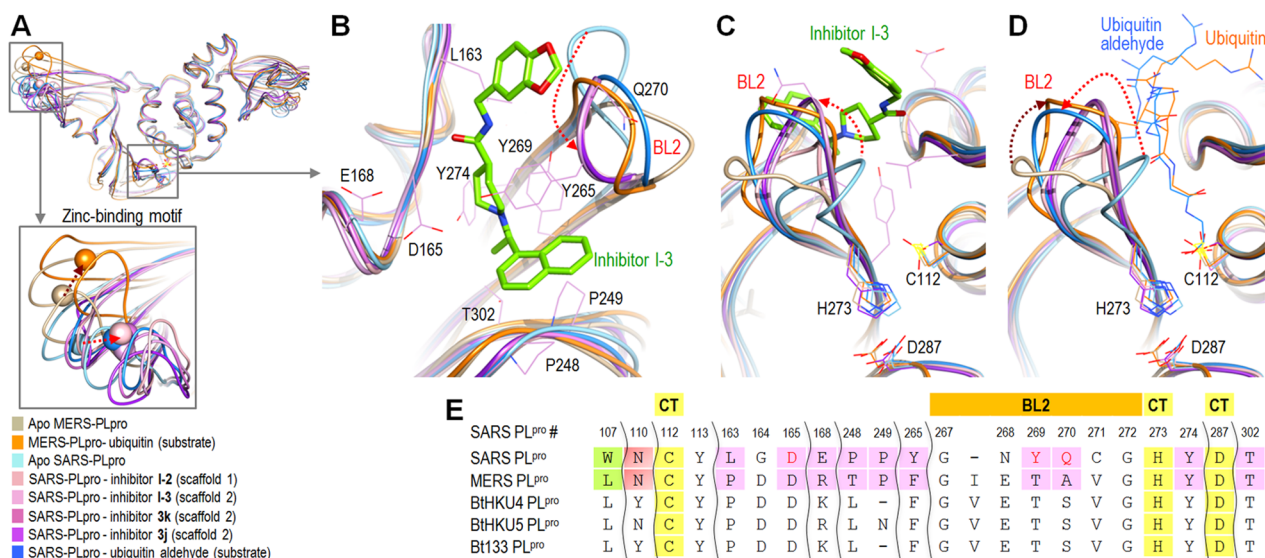 A
Zinc-binding motif
Apo MERS-PLpro
MERS-PLpro-ubiquitin (substrate)
Apo SARS-PLpro
SARS-PLpro - inhibitor I-2 (scaffold 1)
SARS-PLpro - inhibitor I-3 (scaffold 2)
SARS-PLpro - inhibitor 3k (scaffold 2)
SARS-PLpro - inhibitor 3j (scaffold 2)
SARS-PLpro - ubiquitin aldehyde (substrate)
B
L163
Q270
BL2
Y269
Y274
Y265
E168
D165
Inhibitor I-3
P249
T302
P248
C
Inhibitor I-3
BL2
C112
H273
D287
D
Ubiquitin
aldehyde
Ubiquitin
BL2
C112
H273
D287
E
CT BL2 CT CT
SARS PLpro # 107 110 112 113 163 164 165 168 248 249 265 267 268 269 270 271 272 273 274 287 302
SARS PLpro W N C Y L G D E P P Y G - N Y Q C G H Y D T
MERS PLpro L N C Y P D D R T P F G I E T A V G H Y D T
BtHKU4 PLpro L Y C Y P D D K L - F G V E T S V G H Y D T
BtHKU5 PLpro L Y C Y P D D R L N F G V E T S V G H Y D T
Bt133 PLpro L Y C Y P D D K L - F G V E T S V G H Y D T